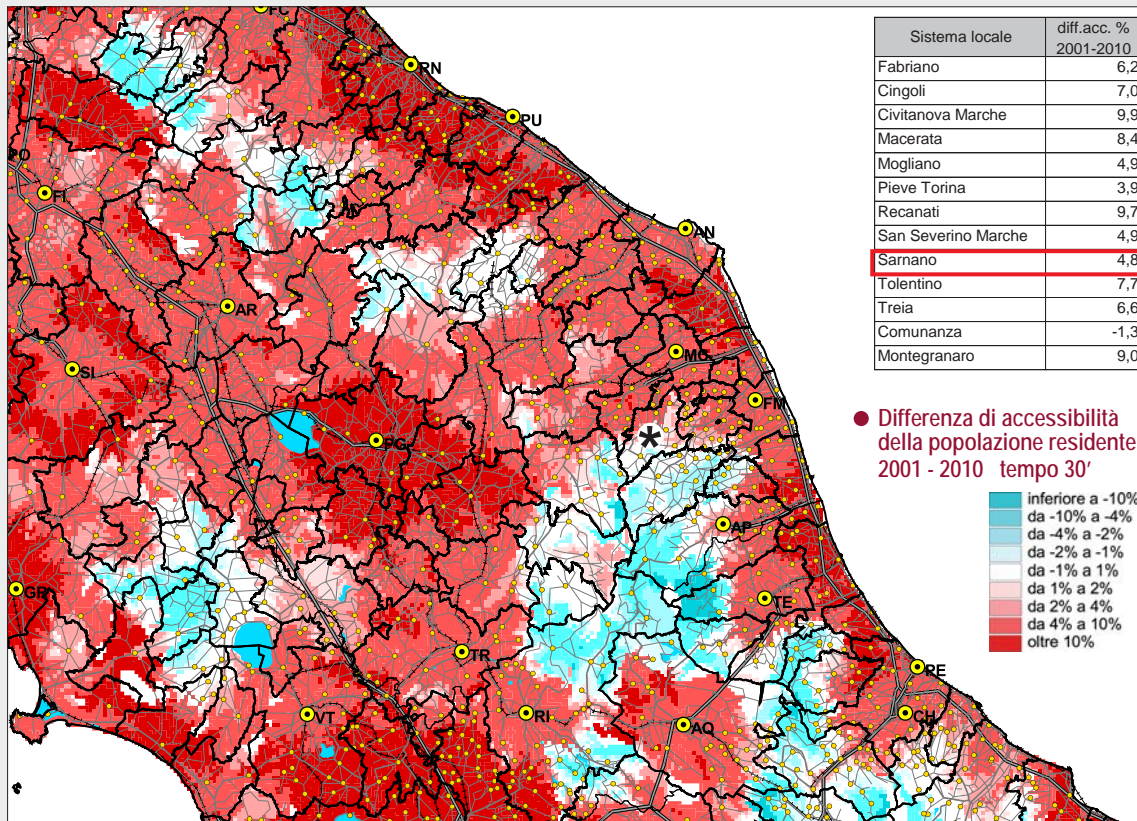 FC
RN
PU
BO
FI
AN
AR
MC
SI
FM
PG
*
AP
GR
TE
TR
PE
VT
RI
AQ
CH
Sistema locale diff.acc. % 2001-2010
Fabriano 6,2
Cingoli 7,0
Civitanova Marche 9,9
Macerata 8,4
Mogliano 4,9
Pieve Torina 3,9
Recanati 9,7
San Severino Marche 4,9
Sarnano 4,8
Tolentino 7,7
Treia 6,6
Comunanza -1,3
Montegranaro 9,0
Differenza di accessibilità
della popolazione residente
2001 - 2010 tempo 30'
inferiore a -10%
da -10% a -4%
da -4% a -2%
da -2% a -1%
da -1% a 1%
da 1% a 2%
da 2% a 4%
da 4% a 10%
oltre 10%